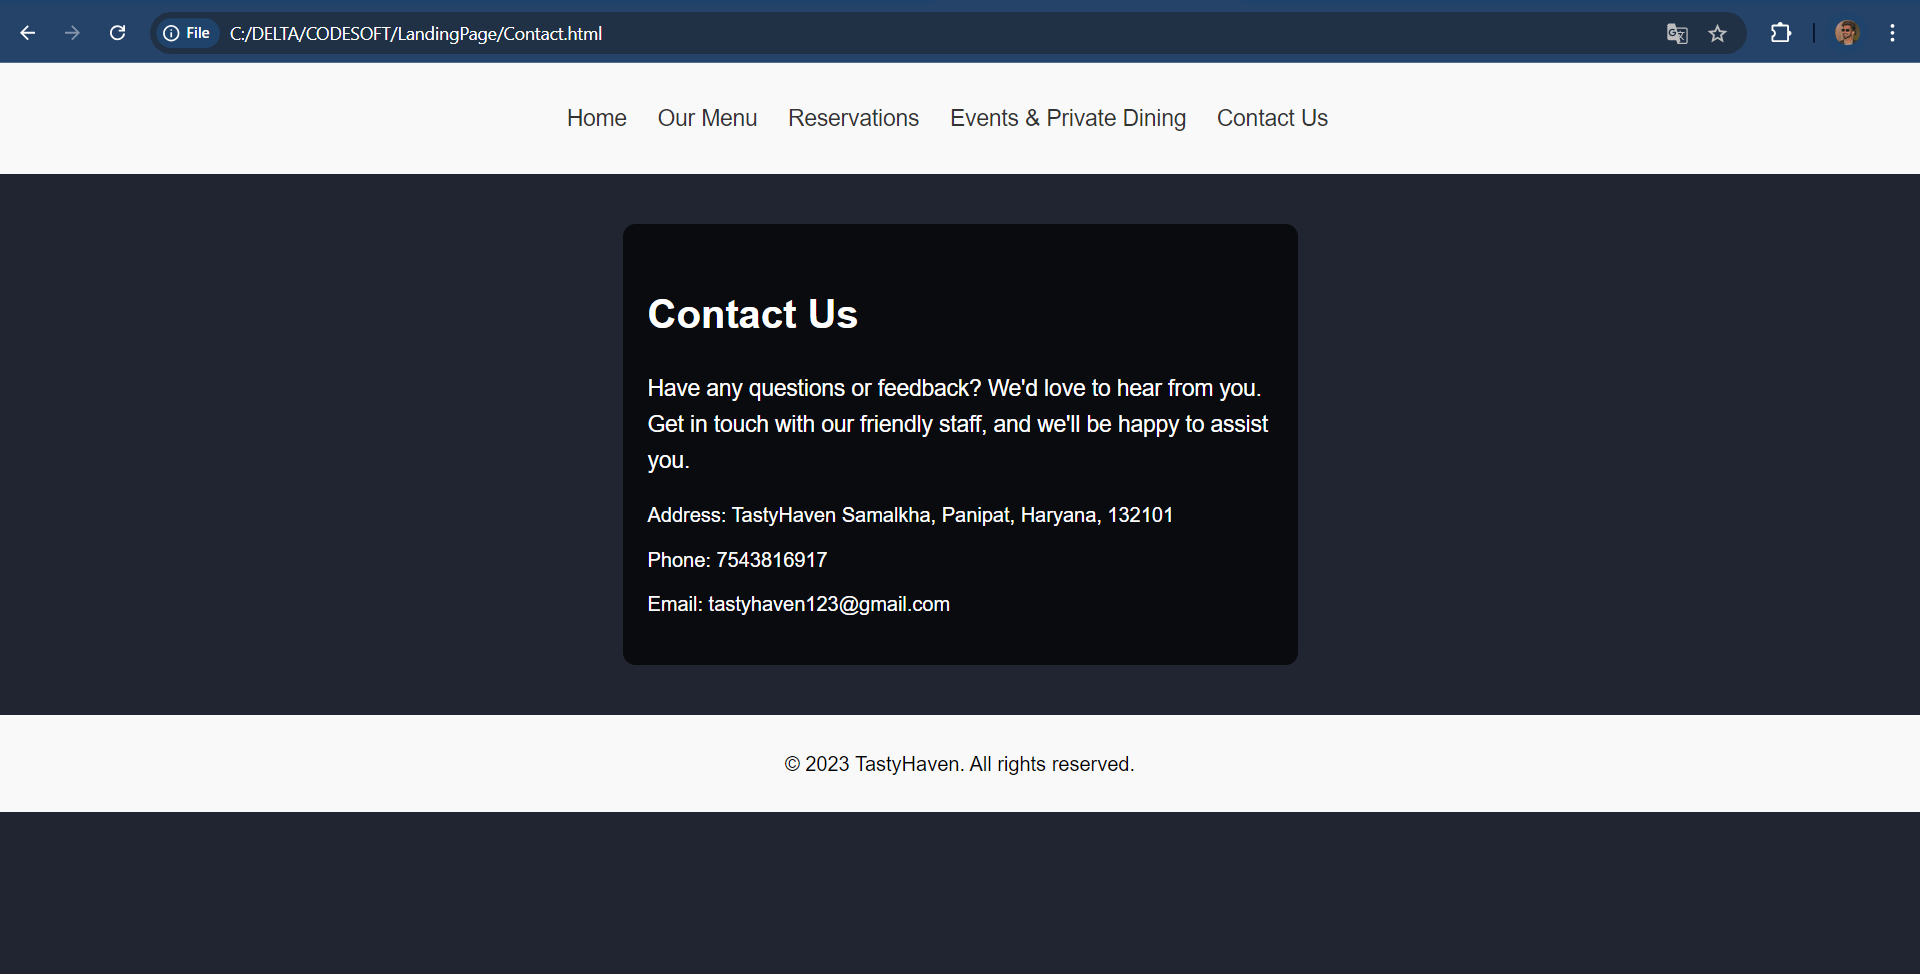 File C:/DELTA/CODESOFT/LandingPage/Contact.html
Home Our Menu Reservations Events & Private Dining Contact Us
Contact Us
Have any questions or feedback? We'd love to hear from you.
Get in touch with our friendly staff, and we'll be happy to assist
you.
Address: TastyHaven Samalkha, Panipat, Haryana, 132101
Phone: 7543816917
Email: tastyhaven123@gmail.com
© 2023 TastyHaven. All rights reserved.